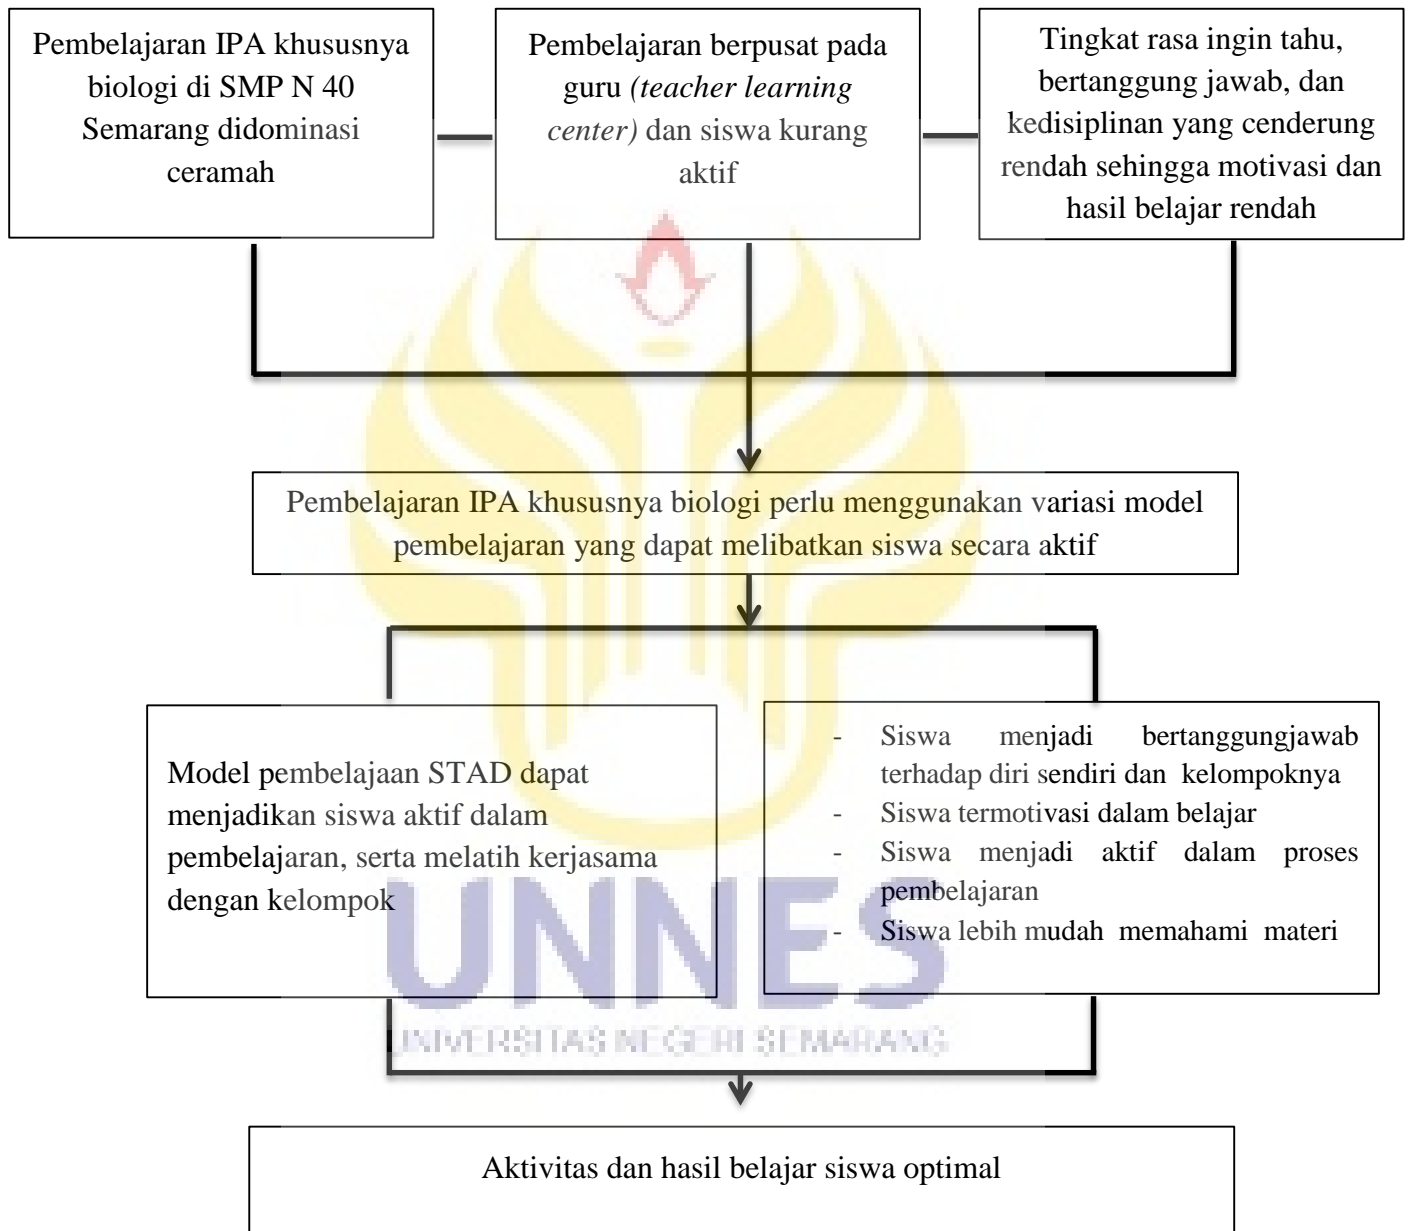 Pembelajaran IPA khususnya
biologi di SMP N 40
Semarang didominasi
ceramah
Pembelajaran berpusat pada
guru (teacher learning
center) dan siswa kurang
aktif
Tingkat rasa ingin tahu,
bertanggung jawab, dan
kedisiplinan yang cenderung
rendah sehingga motivasi dan
hasil belajar rendah
Pembelajaran IPA khususnya biologi perlu menggunakan variasi model
pembelajaran yang dapat melibatkan siswa secara aktif
Model pembelajaan STAD dapat
menjadikan siswa aktif dalam
pembelajaran, serta melatih kerjasama
dengan kelompok
- Siswa menjadi bertanggungjawab
terhadap diri sendiri dan kelompoknya
- Siswa termotivasi dalam belajar
- Siswa menjadi aktif dalam proses
pembelajaran
- Siswa lebih mudah memahami materi
UNNES
UNIVERSITAS NEGERI SEMARANG
Aktivitas dan hasil belajar siswa optimal